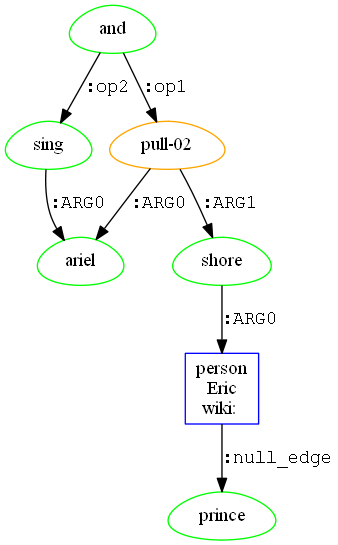 and
:op2
:op1
sing
pull-02
:ARG0
:ARG0
:ARG1
ariel
shore
:ARG0
person
Eric
wiki:
:null_edge
prince